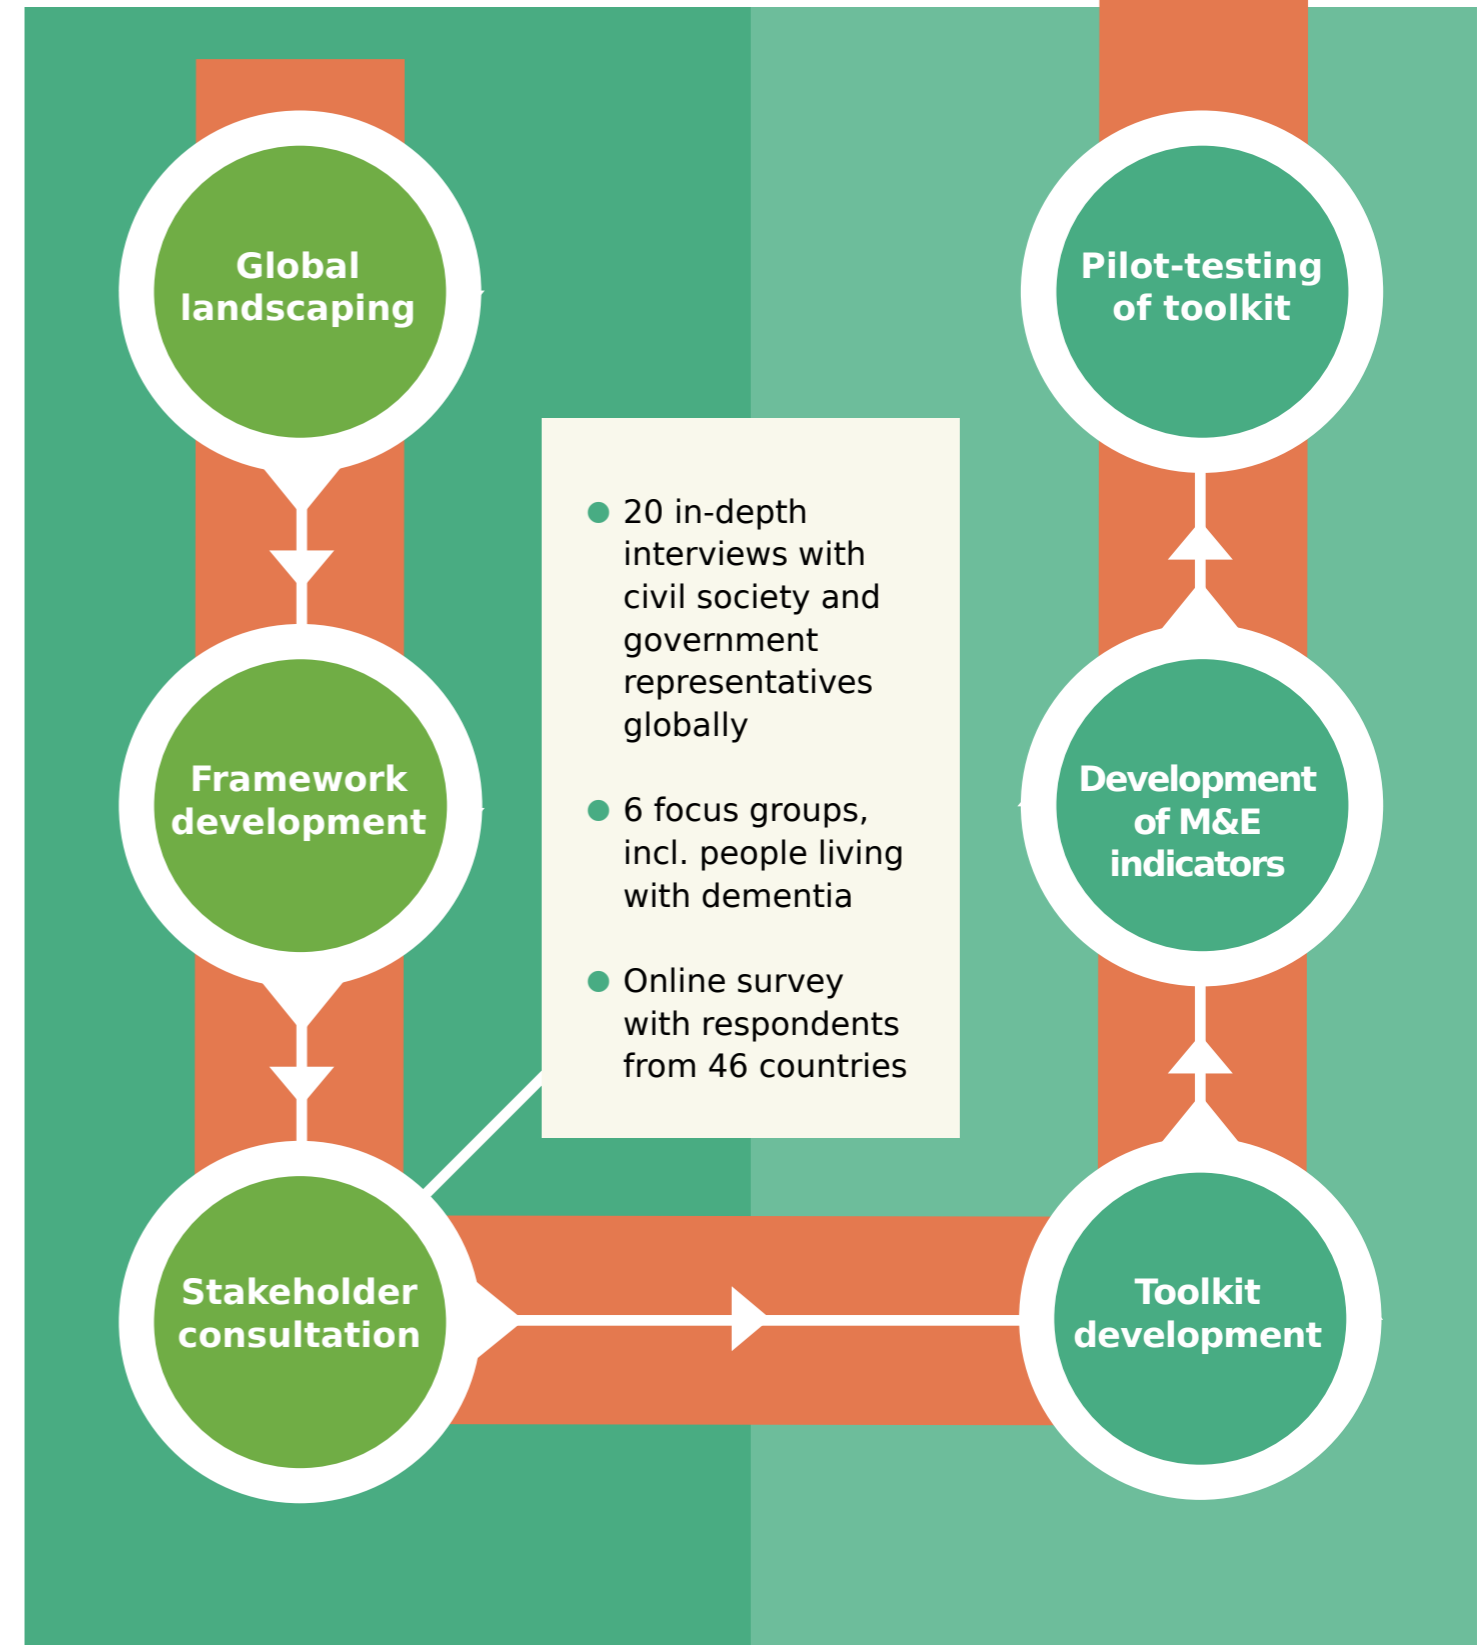 Global
landscaping
Framework
development
Stakeholder
consultation
20 in-depth
interviews with
civil society and
government
representatives
globally
6 focus groups,
incl. people living
with dementia
Online survey
with respondents
from 46 countries
Toolkit
development
Development
of M&E
indicators
Pilot-testing
of toolkit